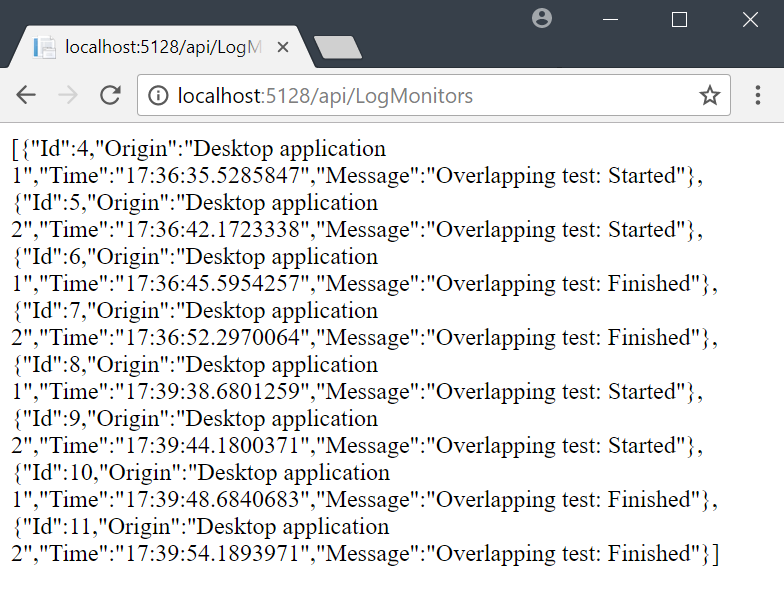 localhost:5128/api/LogM
localhost:5128/api/LogMonitors
[{"Id":4,"Origin":"Desktop application
1","Time":"17:36:35.5285847","Message":"Overlapping test: Started"},
{"Id":5,"Origin":"Desktop application
2","Time":"17:36:42.1723338","Message":"Overlapping test: Started"},
{"Id":6,"Origin":"Desktop application
1","Time":"17:36:45.5954257","Message":"Overlapping test: Finished"},
{"Id":7,"Origin":"Desktop application
2","Time":"17:36:52.2970064","Message":"Overlapping test: Finished"},
{"Id":8,"Origin":"Desktop application
1","Time":"17:39:38.6801259","Message":"Overlapping test: Started"},
{"Id":9,"Origin":"Desktop application
2","Time":"17:39:44.1800371","Message":"Overlapping test: Started"},
{"Id":10,"Origin":"Desktop application
1","Time":"17:39:48.6840683","Message":"Overlapping test: Finished"},
{"Id":11,"Origin":"Desktop application
2","Time":"17:39:54.1893971","Message":"Overlapping test: Finished"}]